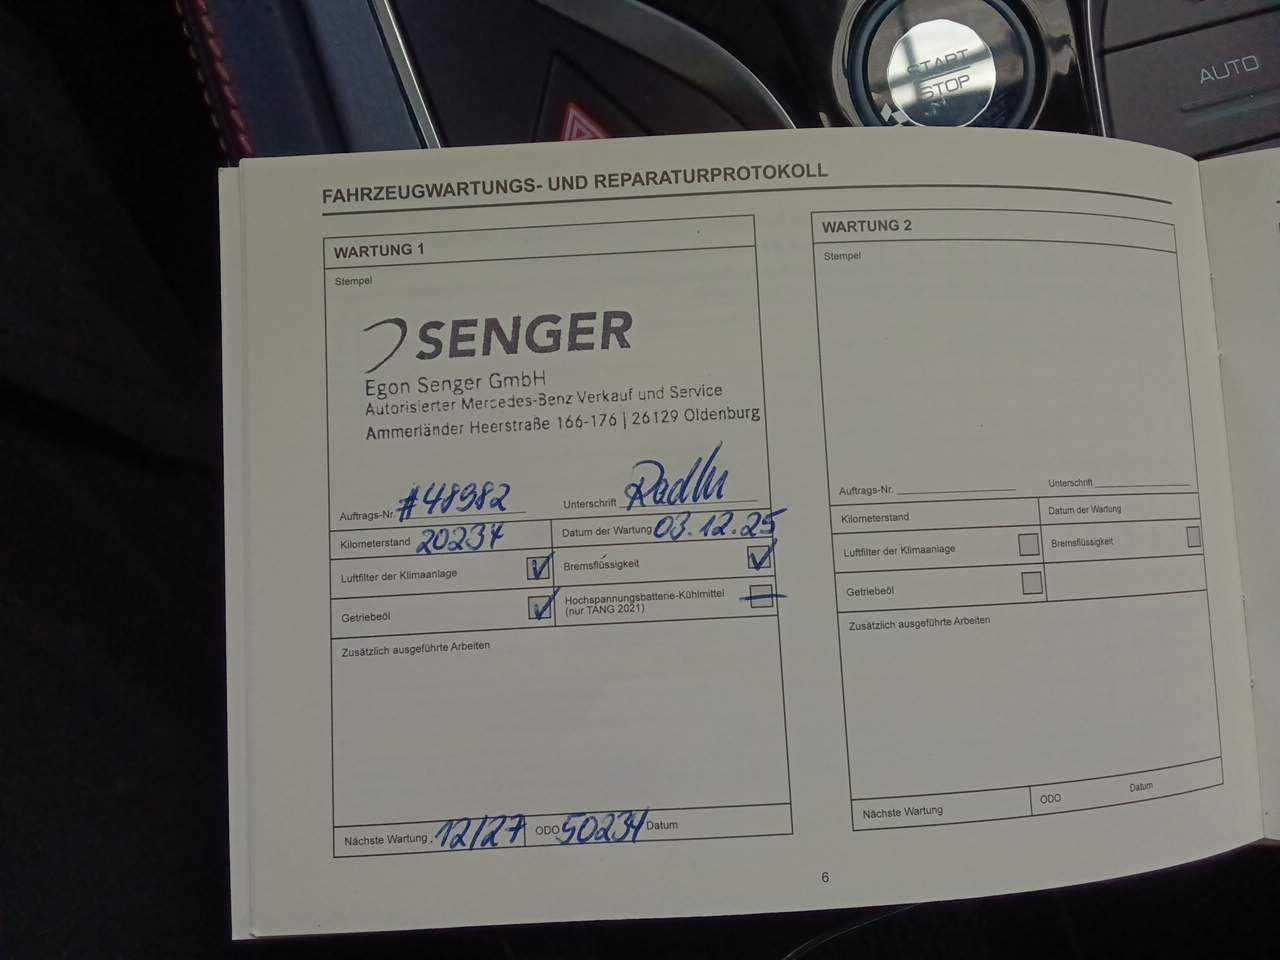 START
STOP
AUTO
FAHRZEUGWARTUNGS- UND REPARATURPROTOKOLL
WARTUNG 1
Stempel
SENGER
Egon Senger GmbH
Autorisierter Mercedes-Benz Verkauf und Service
Ammerländer Heerstraße 166-176 | 26129 Oldenburg
Auftrags-Nr. #48982 Unterschrift
Kilometerstand 20234 Datum der Wartung 03.12.25
Luftfilter der Klimaanlage Bremsflüssigkeit
Getriebeöl Hochspannungsbatterie-Kühlmittel
(nur TANG 2021)
Zusätzlich ausgeführte Arbeiten
Nächste Wartung 12/27 ODO 50234 Datum
WARTUNG 2
Stempel
Auftrags-Nr. Unterschrift
Kilometerstand Datum der Wartung
Luftfilter der Klimaanlage Bremsflüssigkeit
Getriebeöl
Zusätzlich ausgeführte Arbeiten
Nächste Wartung ODO Datum
6